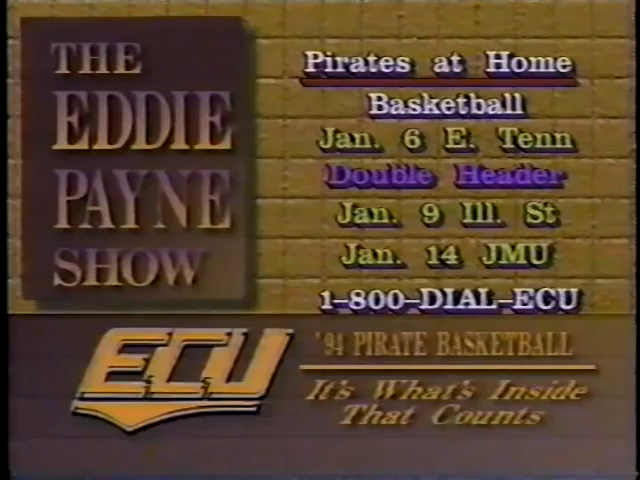 THE
EDDIE
PAYNE
SHOW
Pirates at Home
Basketball
Jan. 6 E. Tenn
Double Header
Jan. 9 Ill. St
Jan. 14 JMU
1-800-DIAL-ECU
ECU
'94 PIRATE BASKETBALL
It's What's Inside
That Counts